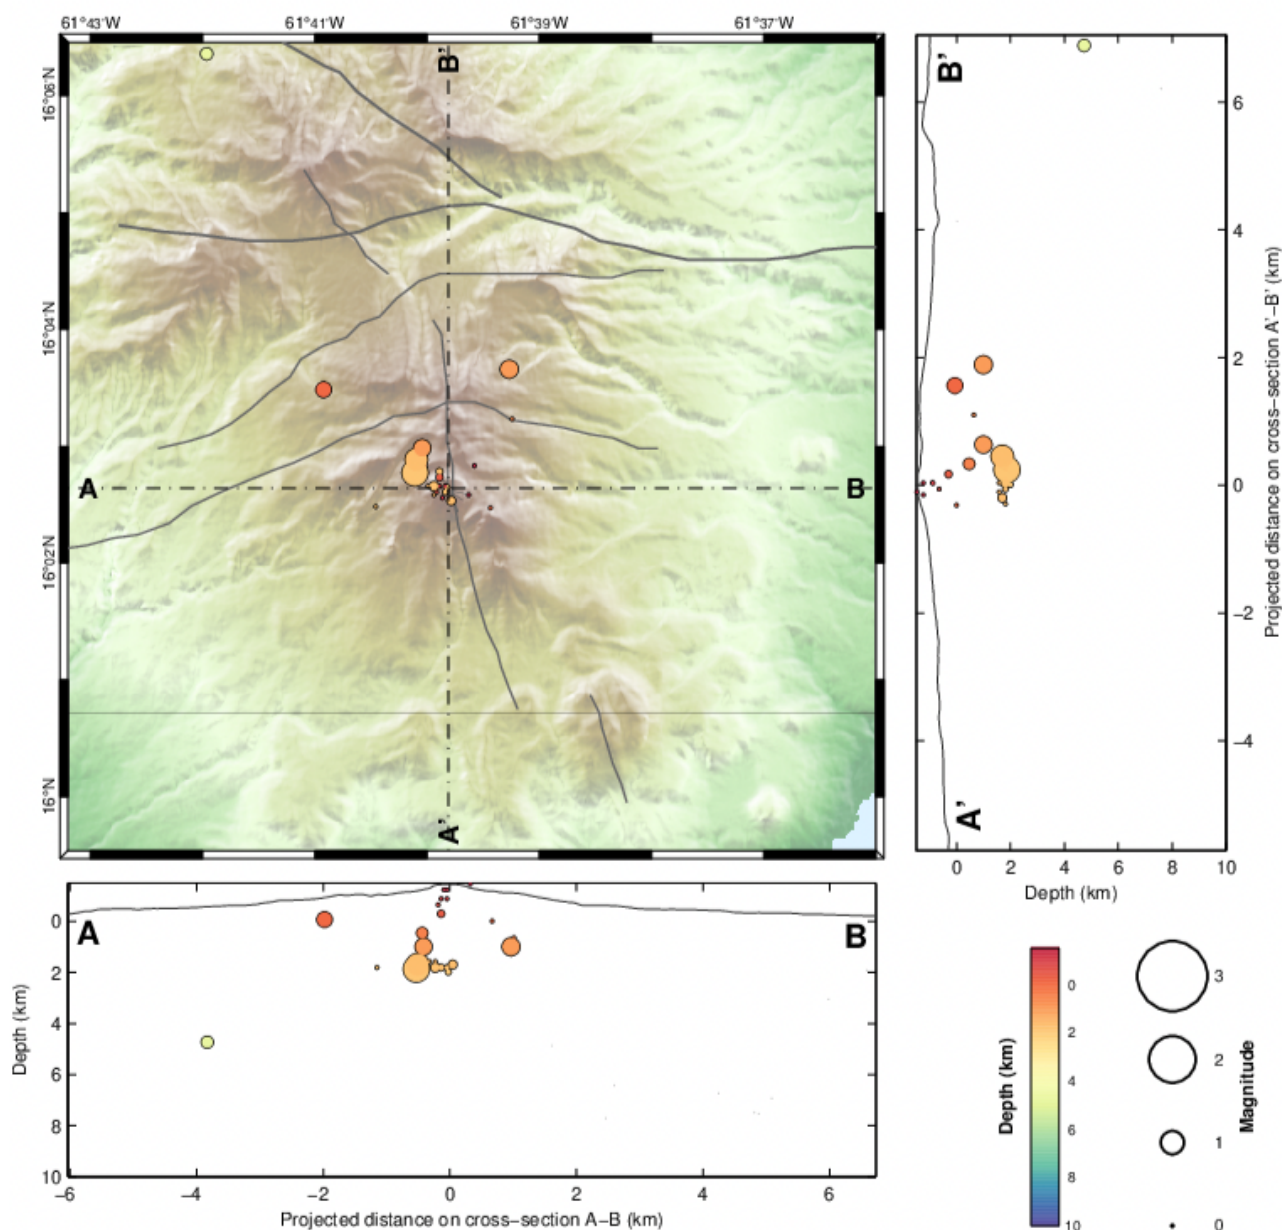 61°43'W 61°41'W 61°39'W 61°37'W
16°06'N
16°04'N
16°02'N
16°N
B'
A B
A'
B'
A'
6
4
2
0
−2
−4
Projected distance on cross−section A'−B' (km)
0 2 4 6 8 10
Depth (km)
A B
0
2
4
6
8
10
Depth (km)
−6 −4 −2 0 2 4 6
Projected distance on cross−section A−B (km)
Depth (km)
0
2
4
6
8
10
3
2
1
0
Magnitude